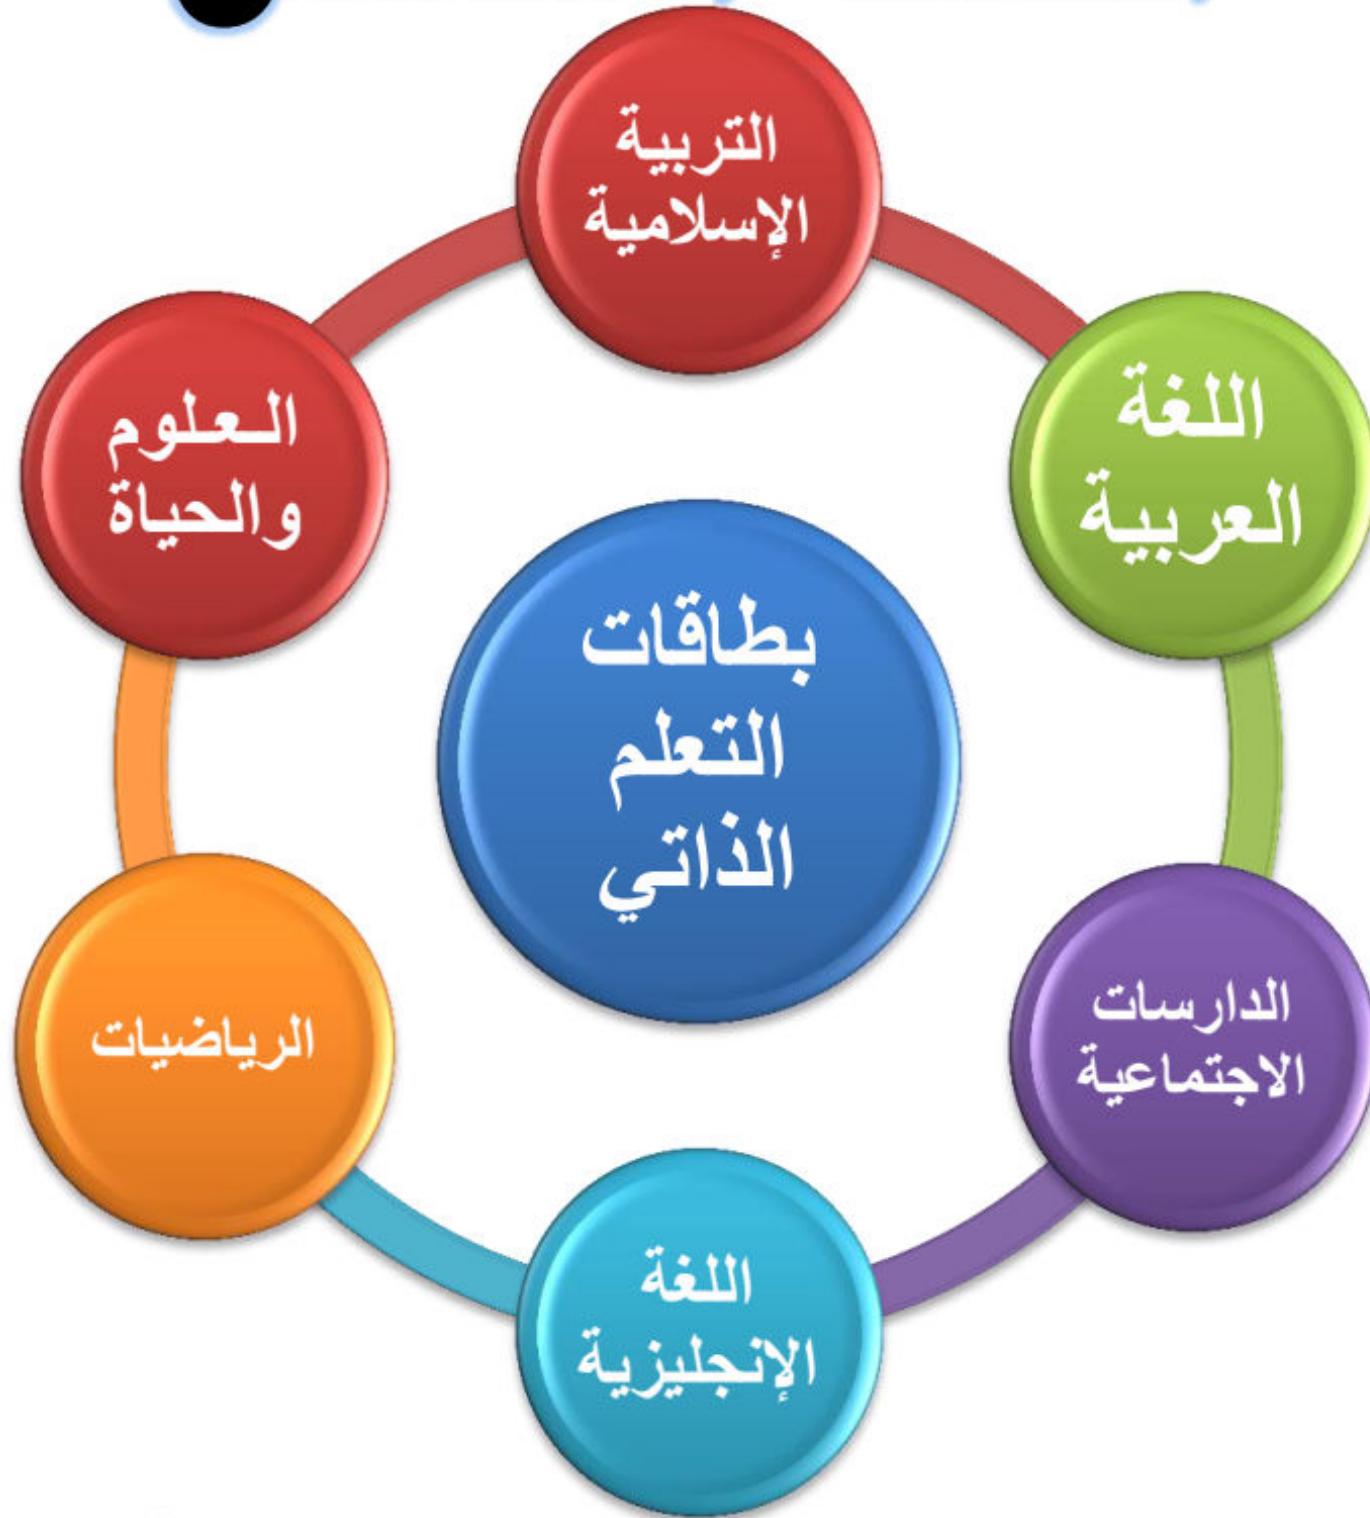 التربية
الإسلامية
اللغة
العربية
العلوم
والحياة
بطاقات
التعلم
الذاتي
الدارسات
الاجتماعية
الرياضيات
اللغة
الإنجليزية